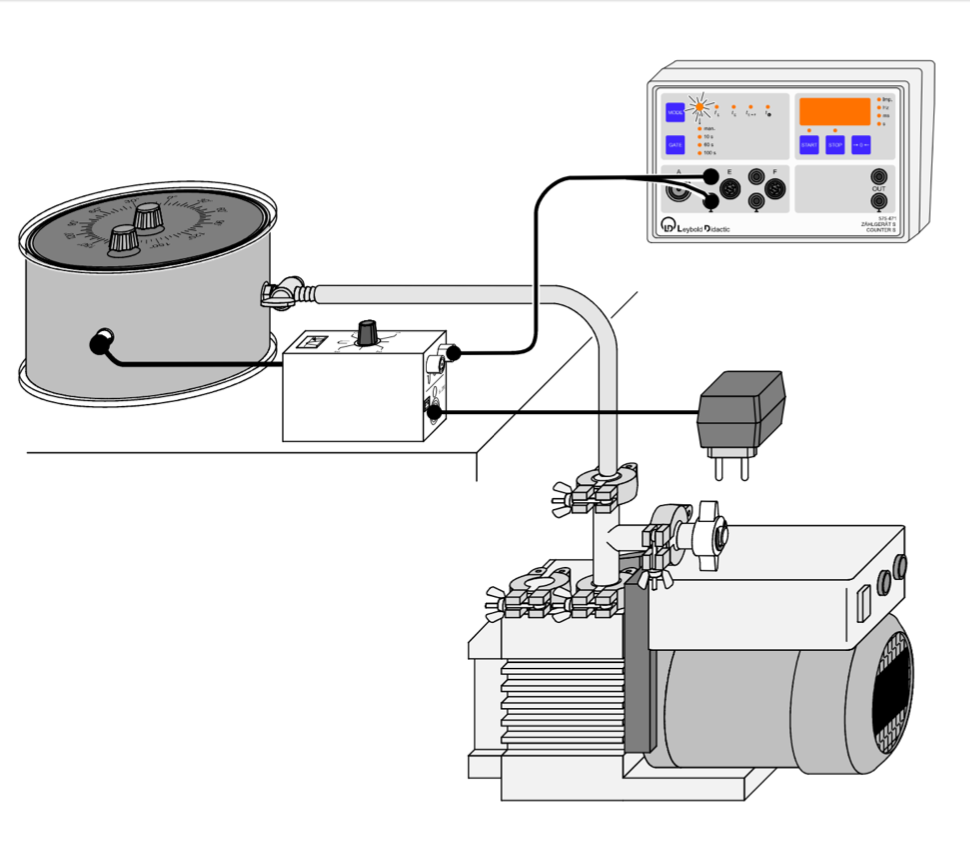 MODE
GATE
man.
10 s
60 s
100 s
Imp.
Hz
ms
s
START
STOP
→0←
A
E
F
OUT
LD Leybold Didactic
575 471
ZÄHLGERÄT S
COUNTER S